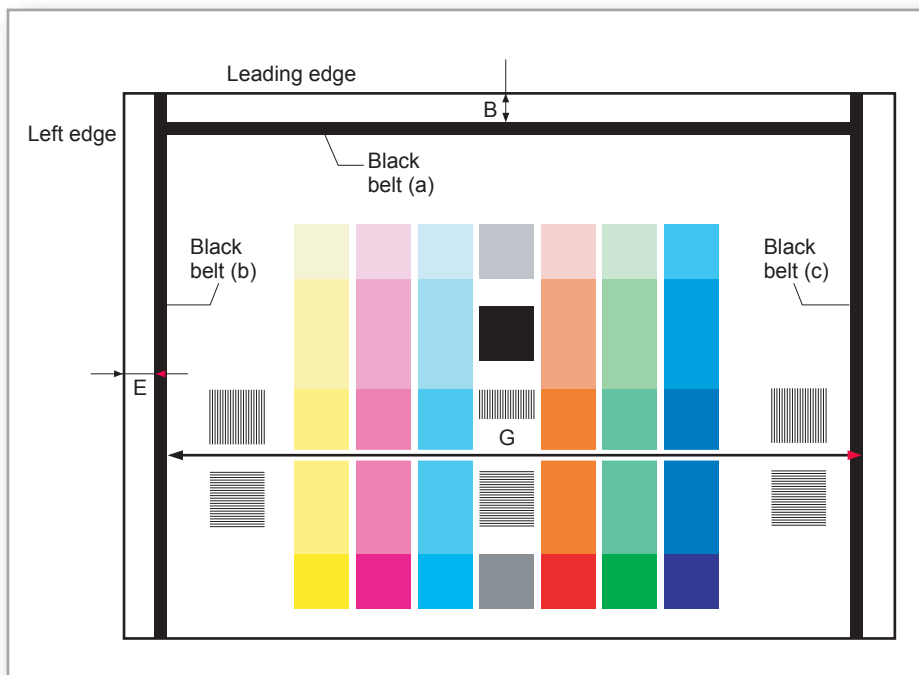 Leading edge
B
Left edge
Black
belt (a)
Black
belt (b)
Black
belt (c)
E
G